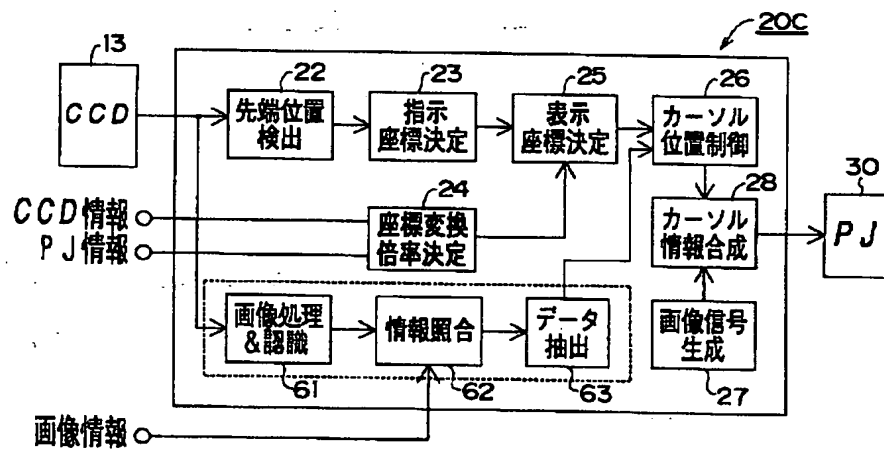 20C
13
CCD
22
先端位置
検出
23
指示
座標決定
25
表示
座標決定
26
カーソル
位置制御
CCD情報
PJ情報
24
座標変換
倍率決定
28
カーソル
情報合成
30
PJ
画像処理
&認識
61
情報照合
62
データ
抽出
63
画像信号
生成
27
画像情報